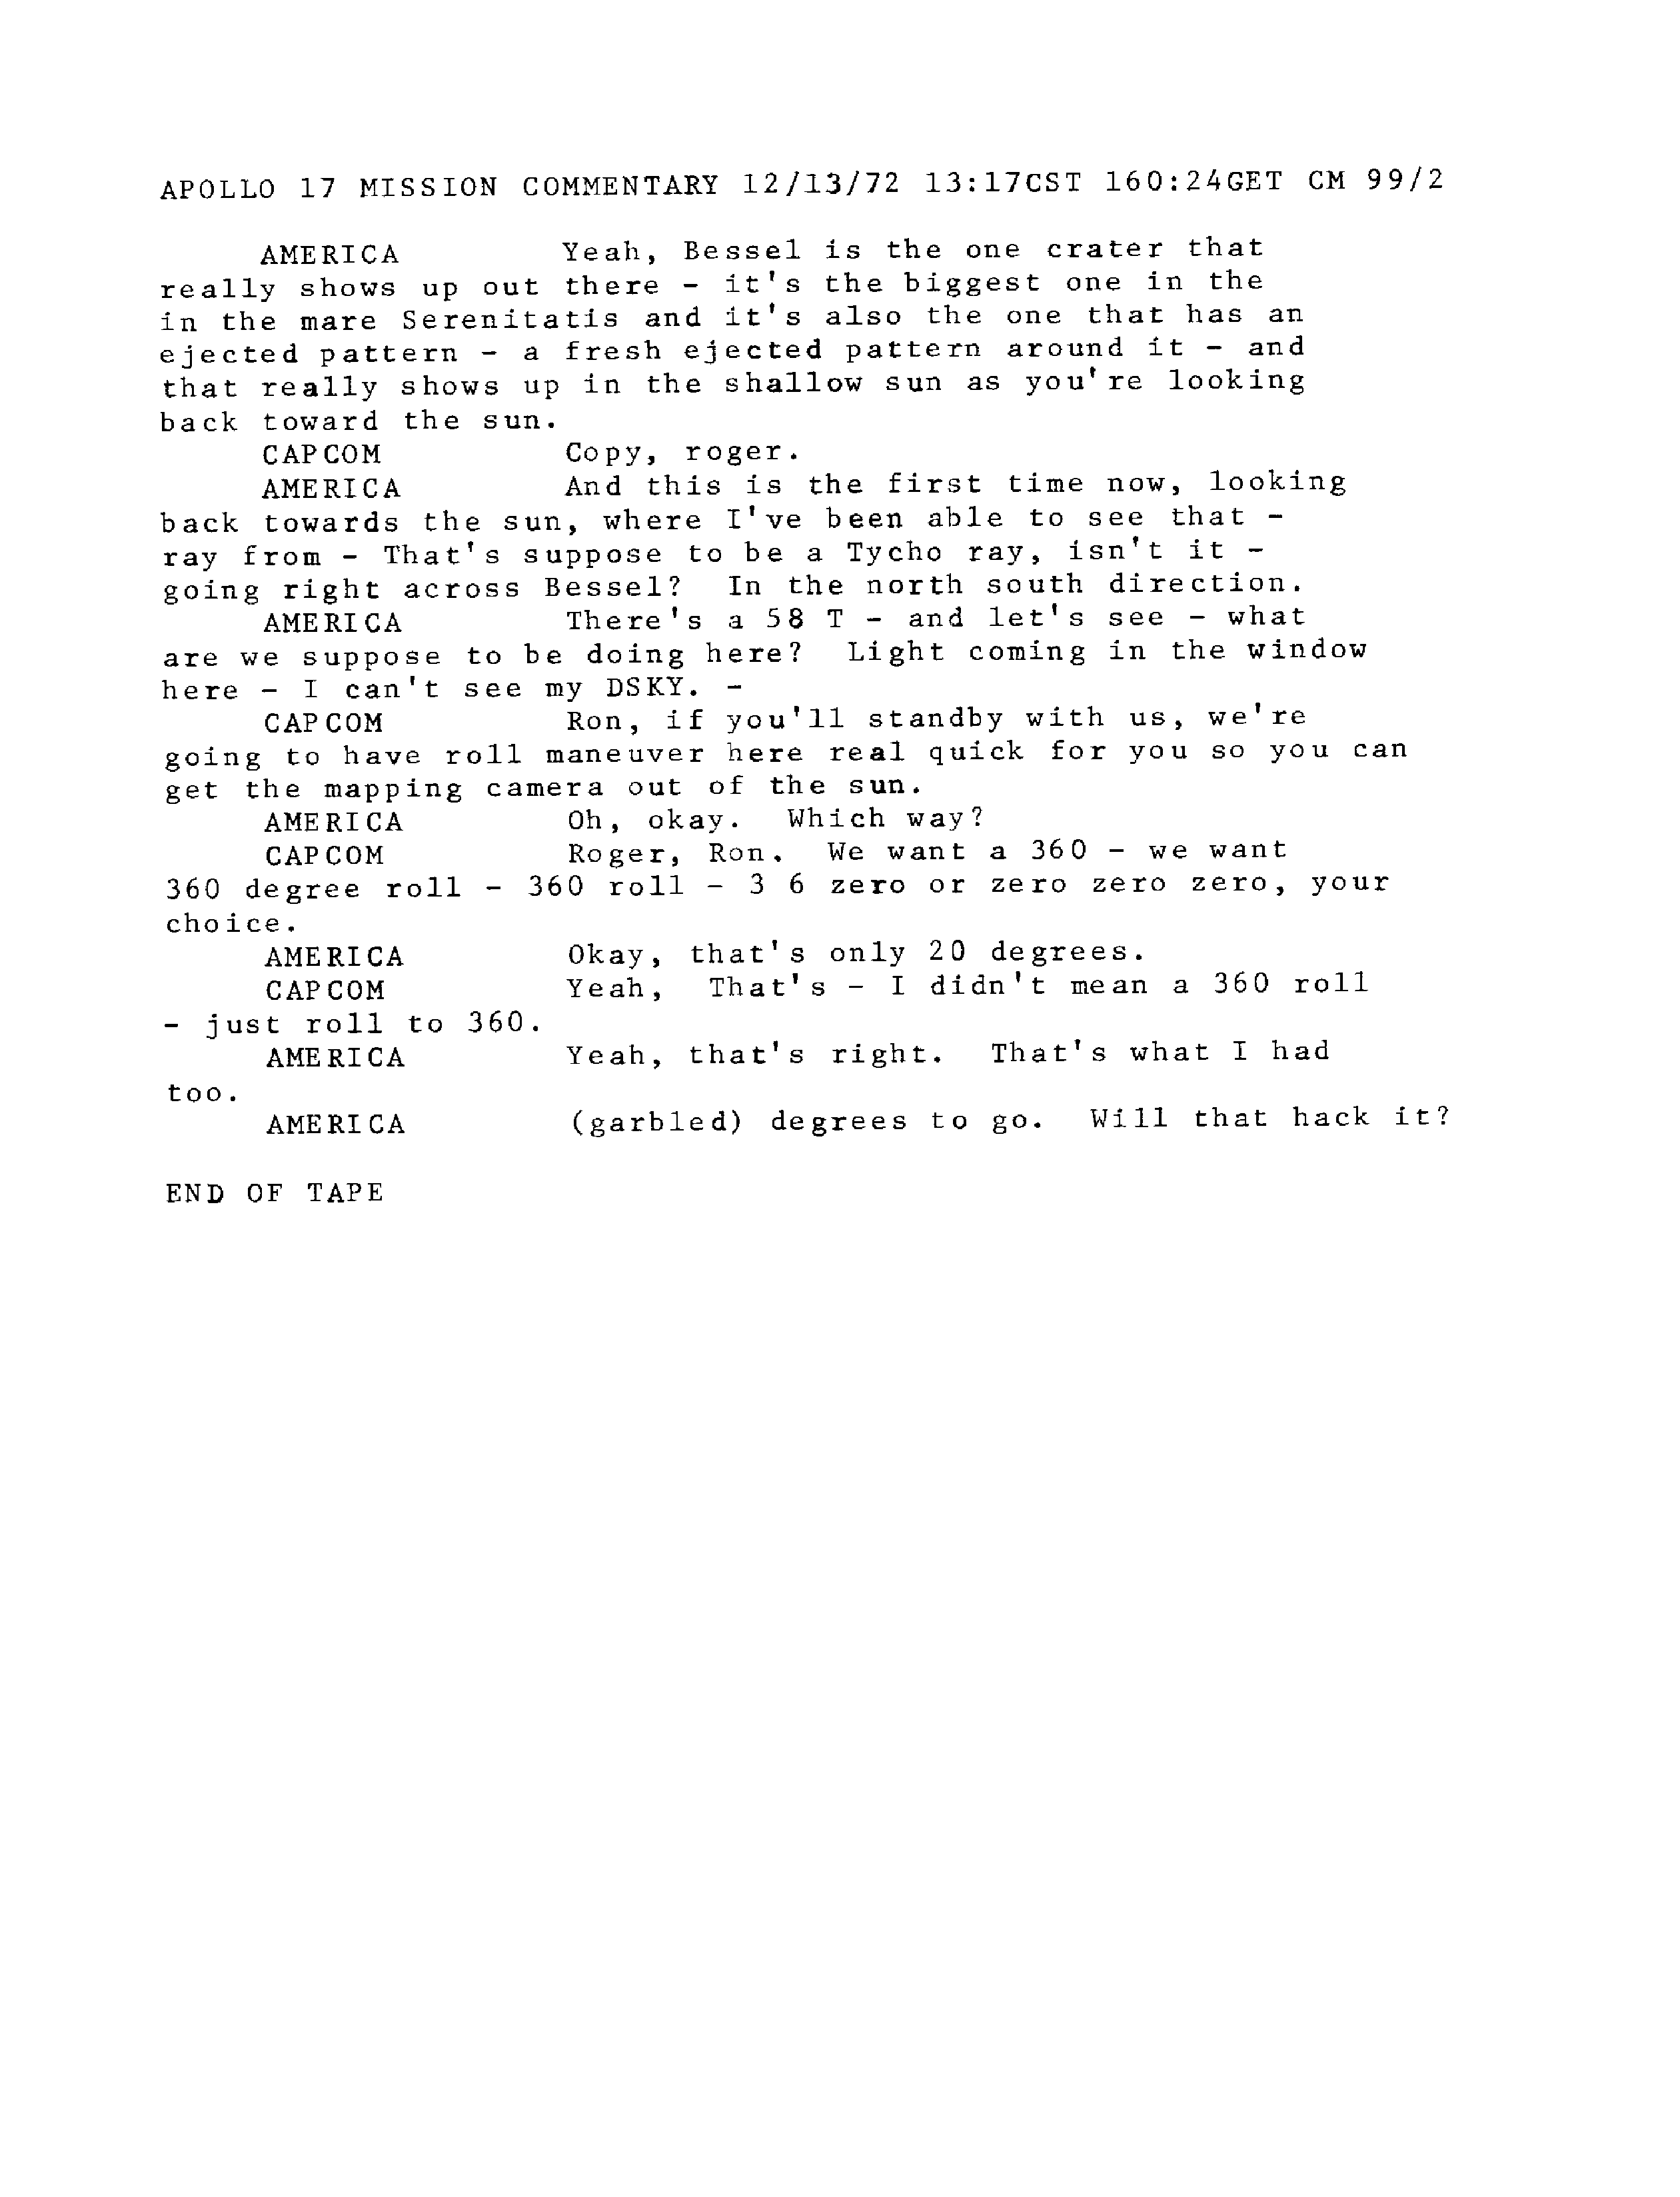 APOLLO 17 MISSION COMMENTARY 12/13/72 13:17CST 160:24GET CM 99/2
AMERICA Yeah, Bessel is the one crater that
really shows up out there - it's the biggest one in the
in the mare Serenitatis and it's also the one that has an
ejected pattern - a fresh ejected pattern around it - and
that really shows up in the shallow sun as you're looking
back toward the sun.
CAPCOM Copy, roger.
AMERICA And this is the first time now, looking
back towards the sun, where I've been able to see that -
ray from - That's suppose to be a Tycho ray, isn't it -
going right across Bessel? In the north south direction.
AMERICA There's a 58 T - and let's see - what
are we suppose to be doing here? Light coming in the window
here - I can't see my DSKY. -
CAPCOM Ron, if you'll standby with us, we're
going to have roll maneuver here real quick for you so you can
get the mapping camera out of the sun.
AMERICA Oh, okay. Which way?
CAPCOM Roger, Ron. We want a 360 - we want
360 degree roll - 360 roll - 3 6 zero or zero zero zero, your
choice.
AMERICA Okay, that's only 20 degrees.
CAPCOM Yeah, That's - I didn't mean a 360 roll
- just roll to 360.
AMERICA Yeah, that's right. That's what I had
too.
AMERICA (garbled) degrees to go. Will that hack it?
END OF TAPE